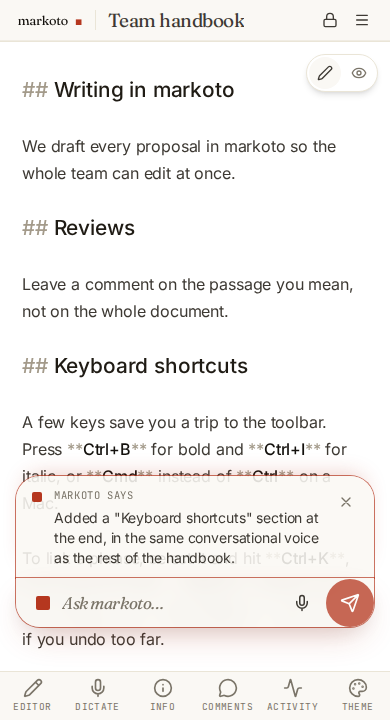 markoto
Team handbook
## Writing in markoto
We draft every proposal in markoto so the
whole team can edit at once.
## Reviews
Leave a comment on the passage you mean,
not on the whole document.
## Keyboard shortcuts
A few keys save you a trip to the toolbar.
Press **Ctrl+B** for bold and **Ctrl+I** for
italic, or **Cmd** instead of **Ctrl** on a
Mac.
MARKOTO SAYS
Added a "Keyboard shortcuts" section at
the end, in the same conversational voice
as the rest of the handbook.
hit **Ctrl+K**,
Ask markoto...
if you undo too far.
EDITOR
DICTATE
INFO
COMMENTS
ACTIVITY
THEME